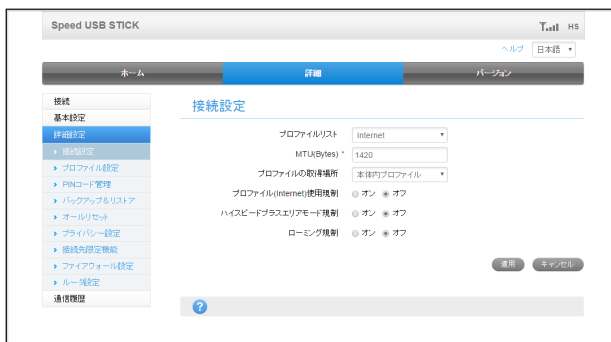 Speed USB STICK
HS
ヘルプ 日本語
ホーム 詳細 バージョン
接続
基本設定
詳細設定
接続設定
プロファイル設定
PINコード管理
バックアップ&リストア
オールリセット
プライバシー設定
接続先限定機能
ファイアウォール設定
ルータ設定
通信履歴
接続設定
プロファイルリスト Internet
MTU(Bytes) * 1420
プロファイルの取得場所 本体内プロファイル
プロファイル(Internet)使用規制 オン オフ
ハイスピードプラスエリアモード規制 オン オフ
ローミング規制 オン オフ
適用 キャンセル
?